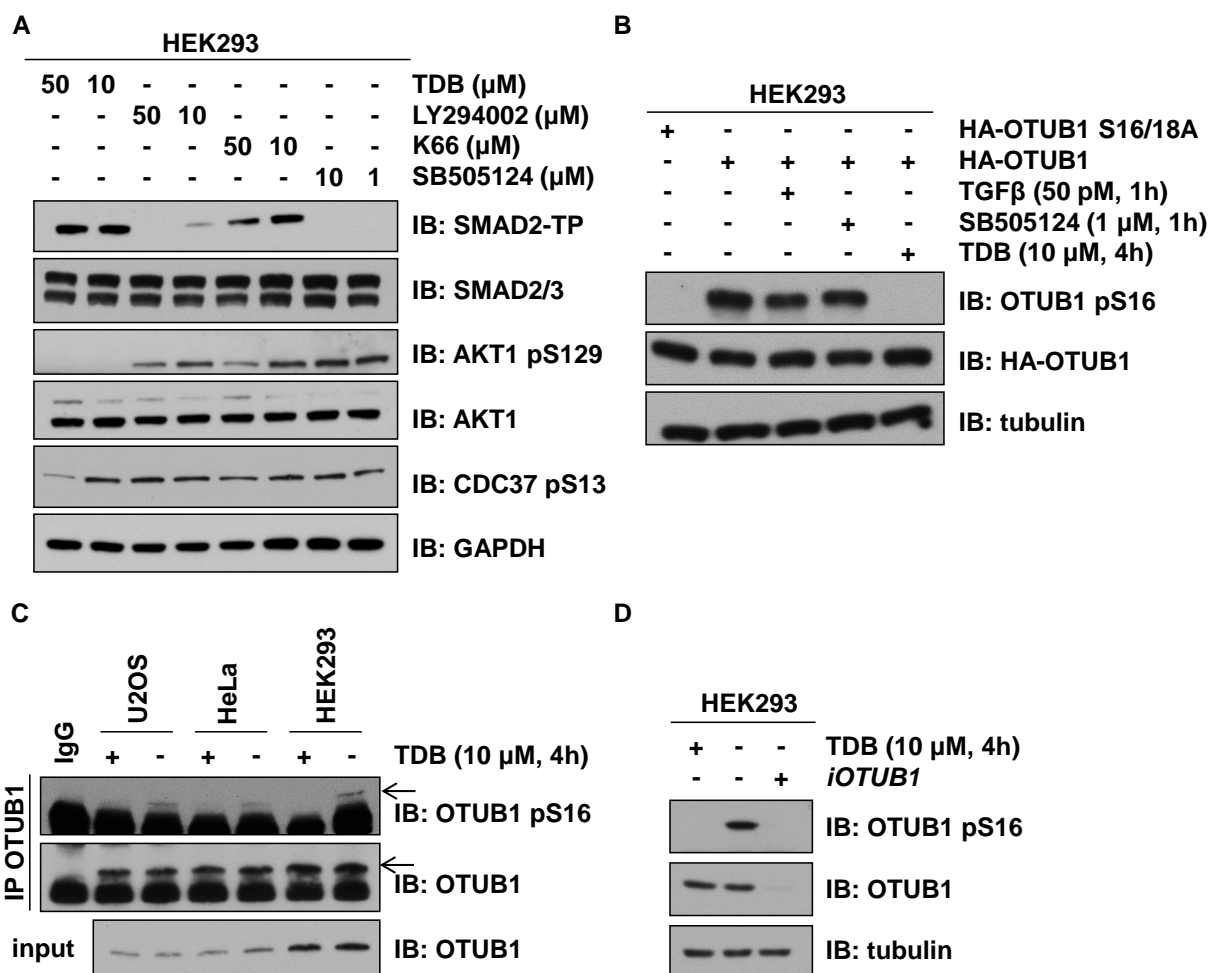 A
HEK293
50 10 - - - - - - TDB (µM)
- - 50 10 - - - - LY294002 (µM)
- - - - 50 10 - - K66 (µM)
- - - - - - 10 1 SB505124 (µM)
IB: SMAD2-TP
IB: SMAD2/3
IB: AKT1 pS129
IB: AKT1
IB: CDC37 pS13
IB: GAPDH
B
HEK293
+ - - - - HA-OTUB1 S16/18A
- + + + + HA-OTUB1
- - + - - TGFβ (50 pM, 1h)
- - - + - SB505124 (1 µM, 1h)
- - - - + TDB (10 µM, 4h)
IB: OTUB1 pS16
IB: HA-OTUB1
IB: tubulin
C
IgG
U2OS
HeLa
HEK293
+ - + - + - TDB (10 µM, 4h)
IP OTUB1
IB: OTUB1 pS16
IB: OTUB1
input
IB: OTUB1
D
HEK293
+ - - TDB (10 µM, 4h)
- - + iOTUB1
IB: OTUB1 pS16
IB: OTUB1
IB: tubulin